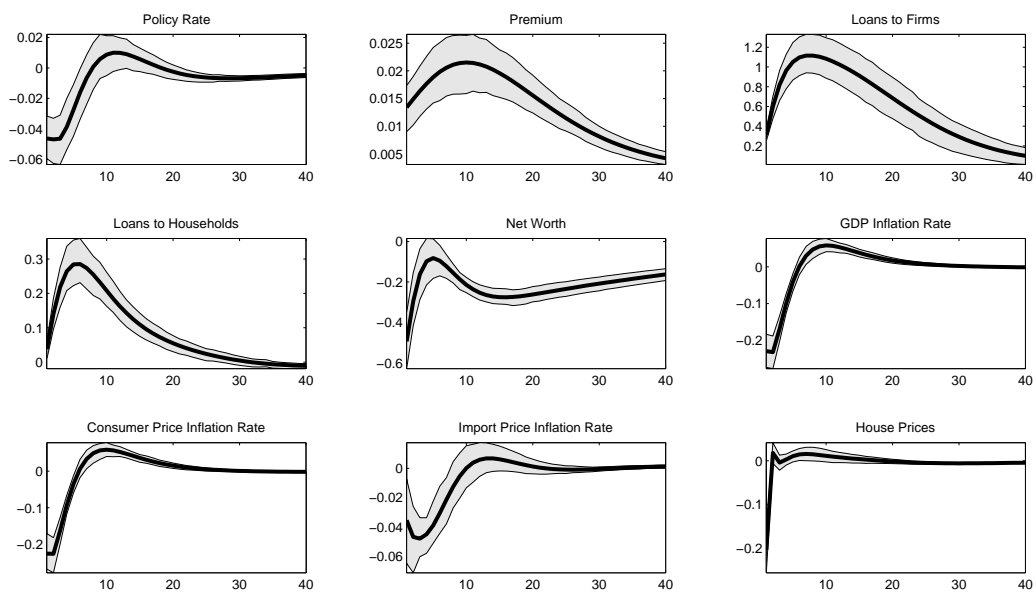 Policy Rate
0.02
0
−0.02
−0.04
−0.06
10 20 30 40
Premium
0.025
0.02
0.015
0.01
0.005
10 20 30 40
Loans to Firms
1.2
1
0.8
0.6
0.4
0.2
10 20 30 40
Loans to Households
0.3
0.2
0.1
0
10 20 30 40
Net Worth
0
−0.2
−0.4
−0.6
10 20 30 40
GDP Inflation Rate
0
−0.1
−0.2
10 20 30 40
Consumer Price Inflation Rate
0
−0.1
−0.2
10 20 30 40
Import Price Inflation Rate
0
−0.02
−0.04
−0.06
10 20 30 40
House Prices
0
−0.1
−0.2
10 20 30 40